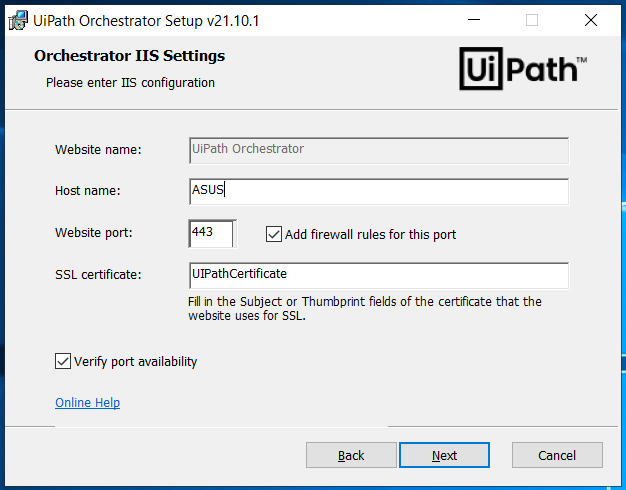 UiPath Orchestrator Setup v21.10.1
Orchestrator IIS Settings
Please enter IIS configuration
Ui Path™
Website name: UiPath Orchestrator
Host name: ASUS
Website port: 443 Add firewall rules for this port
SSL certificate: UIPathCertificate
Fill in the Subject or Thumbprint fields of the certificate that the
website uses for SSL.
Verify port availability
Online Help
Back Next Cancel